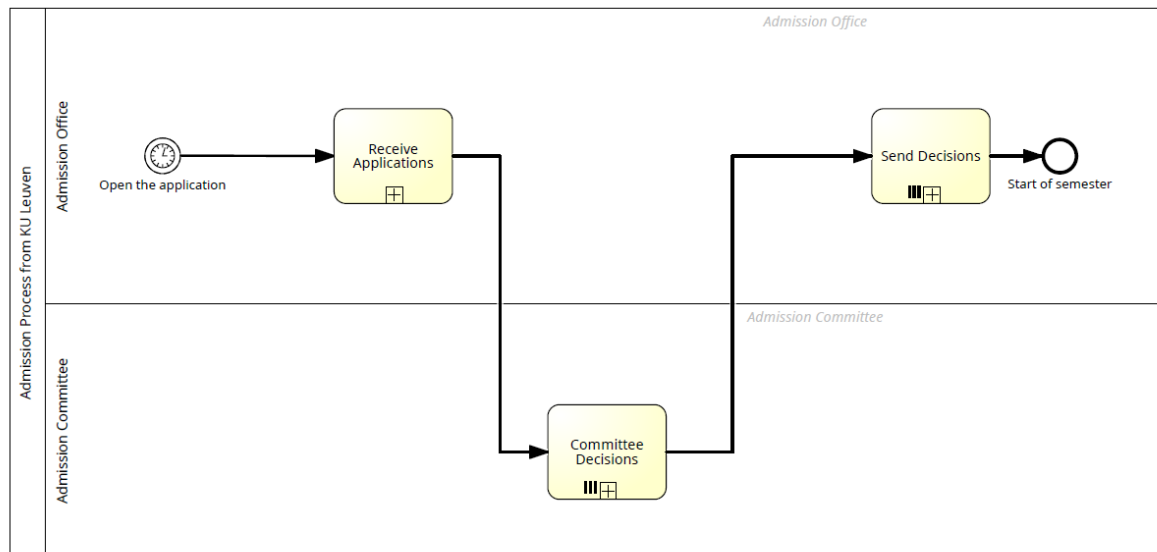 Admission Process from KU Leuven
Admission Office
Admission Office
Open the application
Receive
Applications
Send Decisions
Start of semester
Admission Committee
Admission Committee
Committee
Decisions